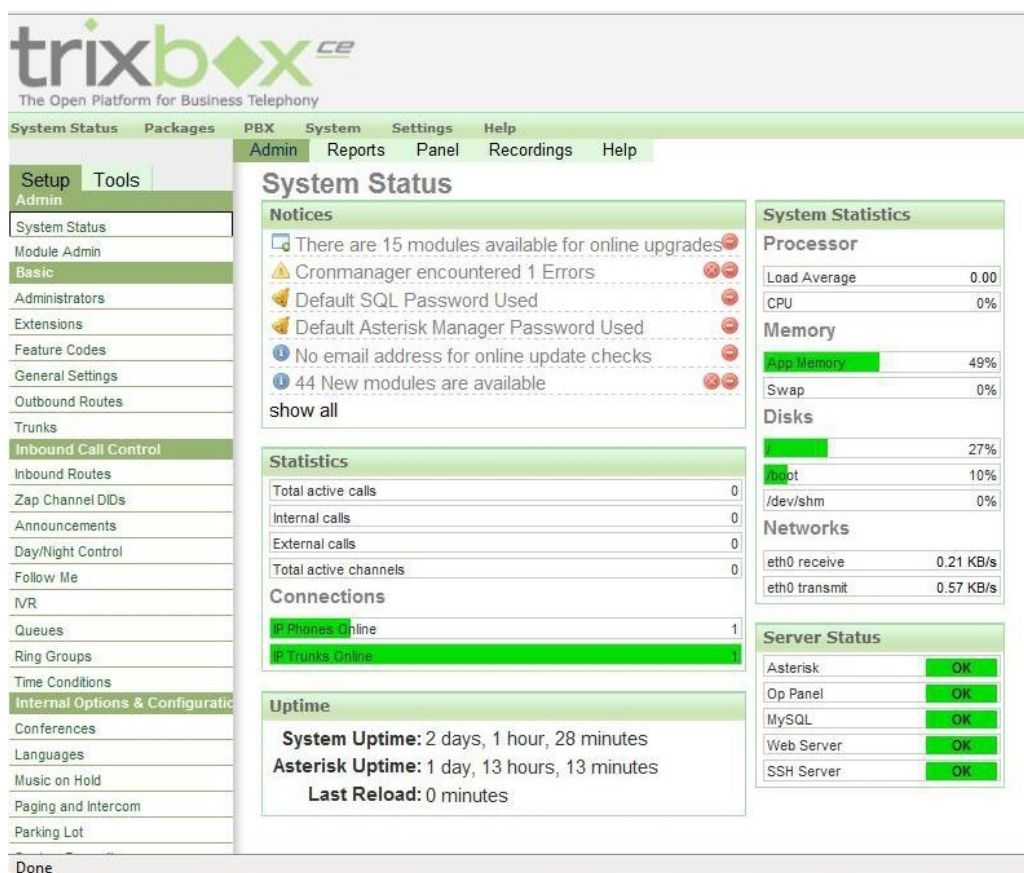 trixbox ce
The Open Platform for Business Telephony
System Status Packages PBX System Settings Help
Admin Reports Panel Recordings Help
Setup Tools
Admin
System Status
Module Admin
Basic
Administrators
Extensions
Feature Codes
General Settings
Outbound Routes
Trunks
Inbound Call Control
Inbound Routes
Zap Channel DIDs
Announcements
Day/Night Control
Follow Me
IVR
Queues
Ring Groups
Time Conditions
Internal Options & Configuratio
Conferences
Languages
Music on Hold
Paging and Intercom
Parking Lot
System Status
Notices
There are 15 modules available for online upgrades
Cronmanager encountered 1 Errors
Default SQL Password Used
Default Asterisk Manager Password Used
No email address for online update checks
44 New modules are available
show all
Statistics
Total active calls 0
Internal calls 0
External calls 0
Total active channels 0
Connections
IP Phones Online 1
IP Trunks Online 1
Uptime
System Uptime: 2 days, 1 hour, 28 minutes
Asterisk Uptime: 1 day, 13 hours, 13 minutes
Last Reload: 0 minutes
System Statistics
Processor
Load Average 0.00
CPU 0%
Memory
App Memory 49%
Swap 0%
Disks
/ 27%
/boot 10%
/dev/shm 0%
Networks
eth0 receive 0.21 KB/s
eth0 transmit 0.57 KB/s
Server Status
Asterisk OK
Op Panel OK
MySQL OK
Web Server OK
SSH Server OK
Done